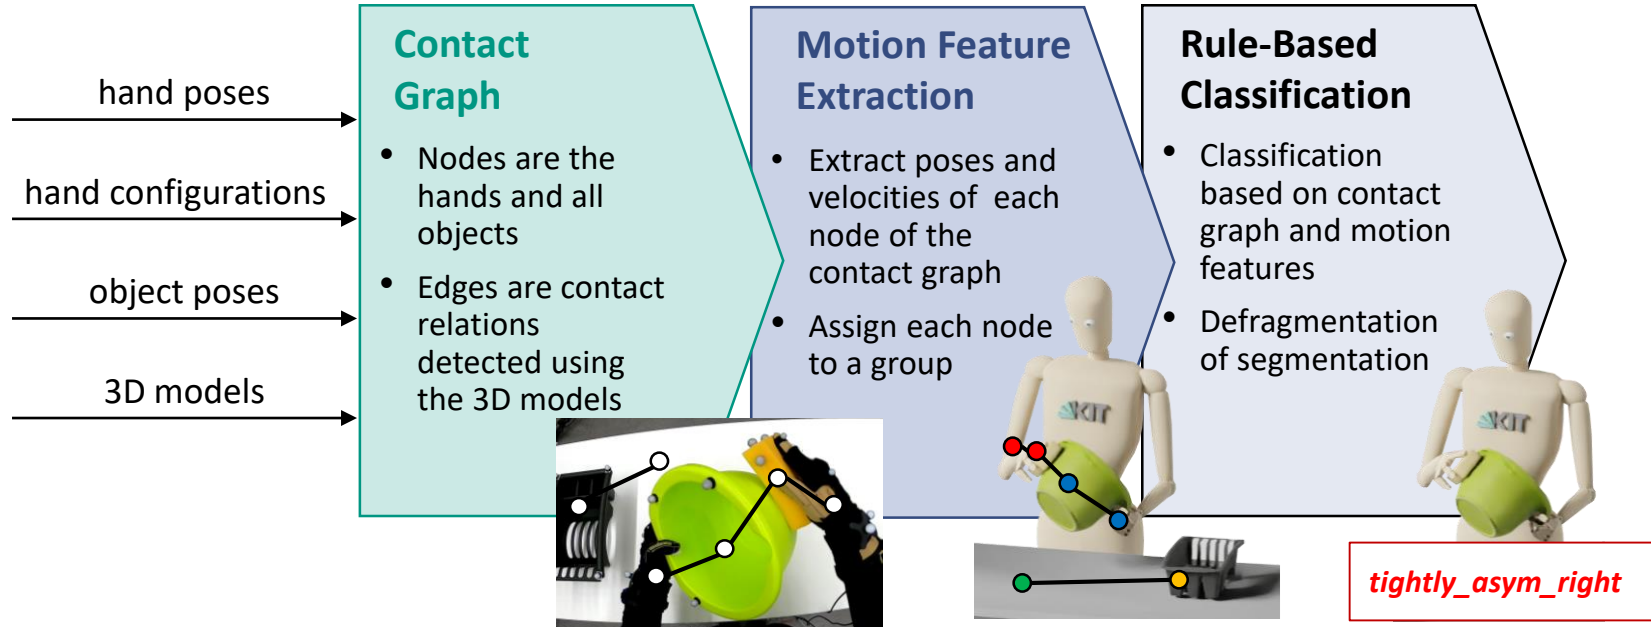 hand poses
hand configurations
object poses
3D models
Contact
Graph
• Nodes are the
hands and all
objects
• Edges are contact
relations
detected using
the 3D models
Motion Feature
Extraction
• Extract poses and
velocities of each
node of the
contact graph
• Assign each node
to a group
KIT
Rule-Based
Classification
• Classification
based on contact
graph and motion
features
• Defragmentation
of segmentation
KIT
tightly_asym_right